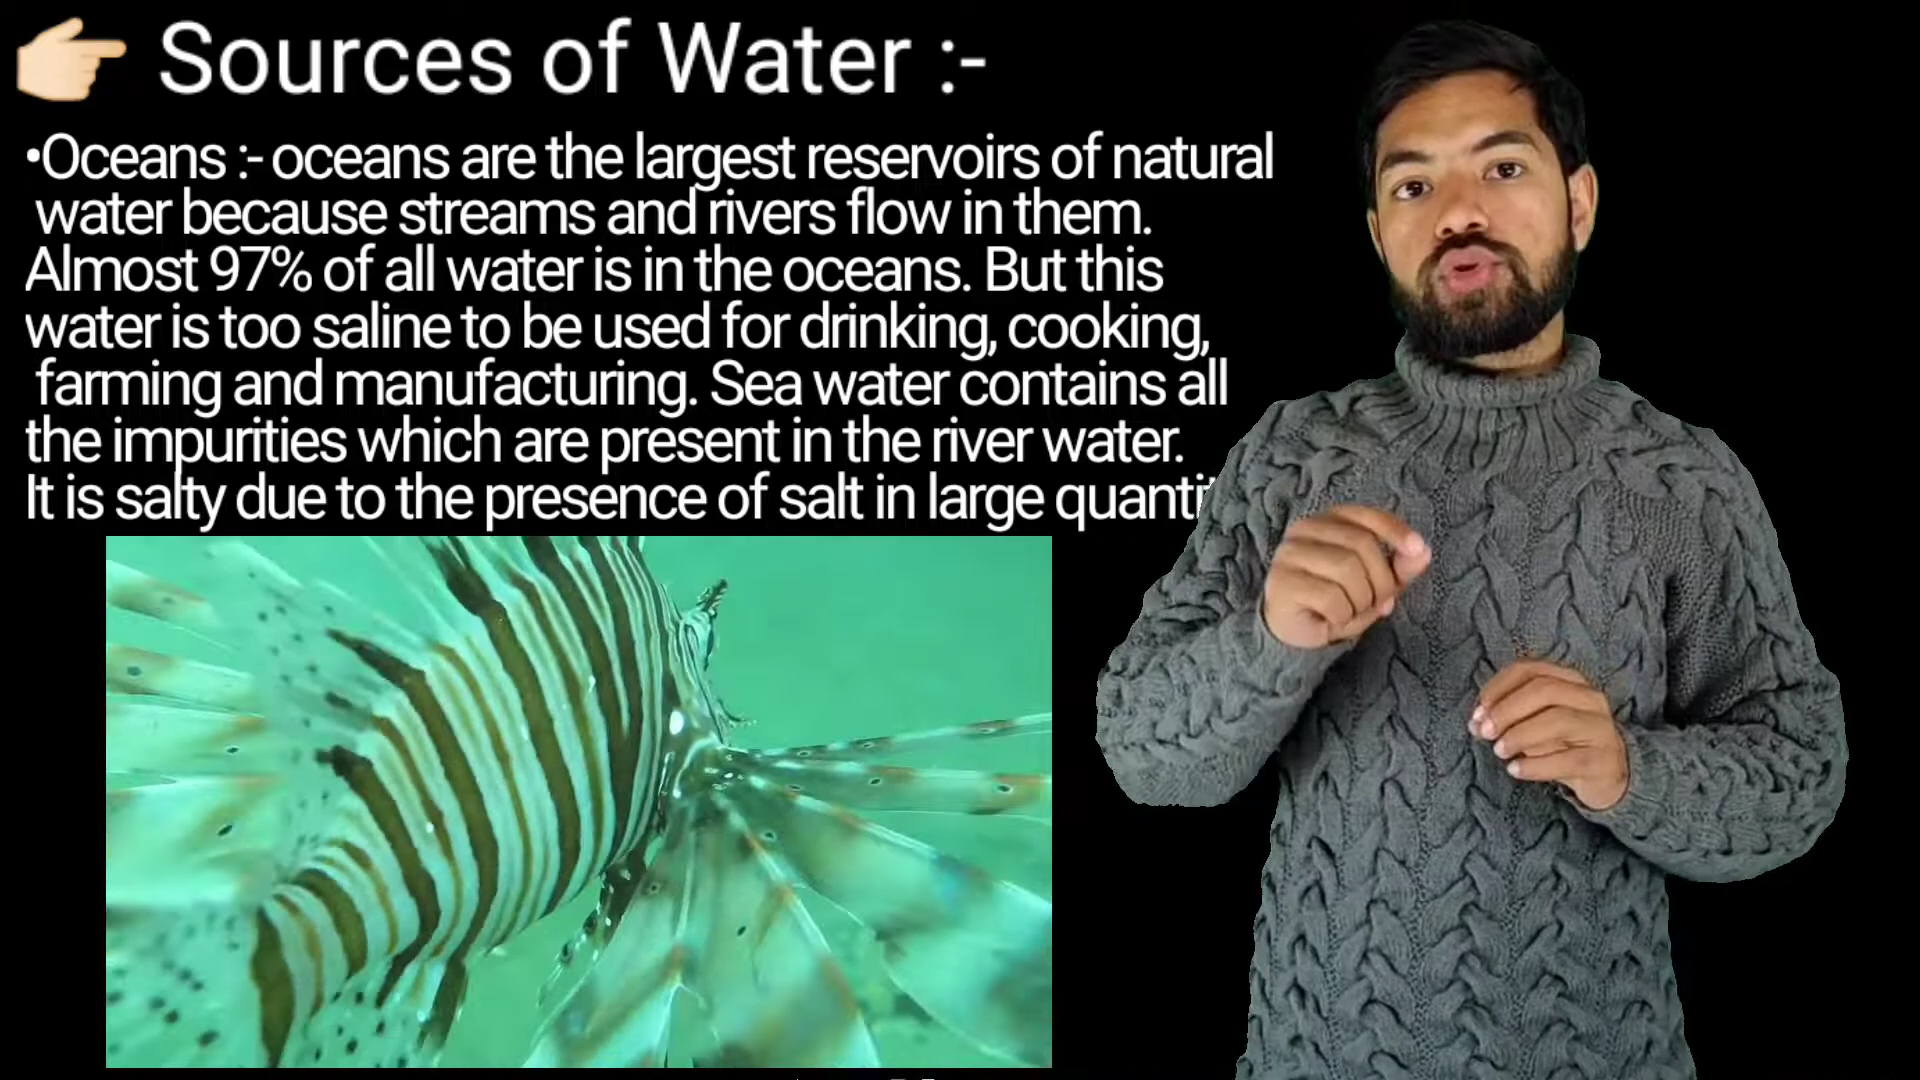 Sources of Water :-
•Oceans :- oceans are the largest reservoirs of natural
water because streams and rivers flow in them.
Almost 97% of all water is in the oceans. But this
water is too saline to be used for drinking, cooking,
farming and manufacturing. Sea water contains all
the impurities which are present in the river water.
It is salty due to the presence of salt in large